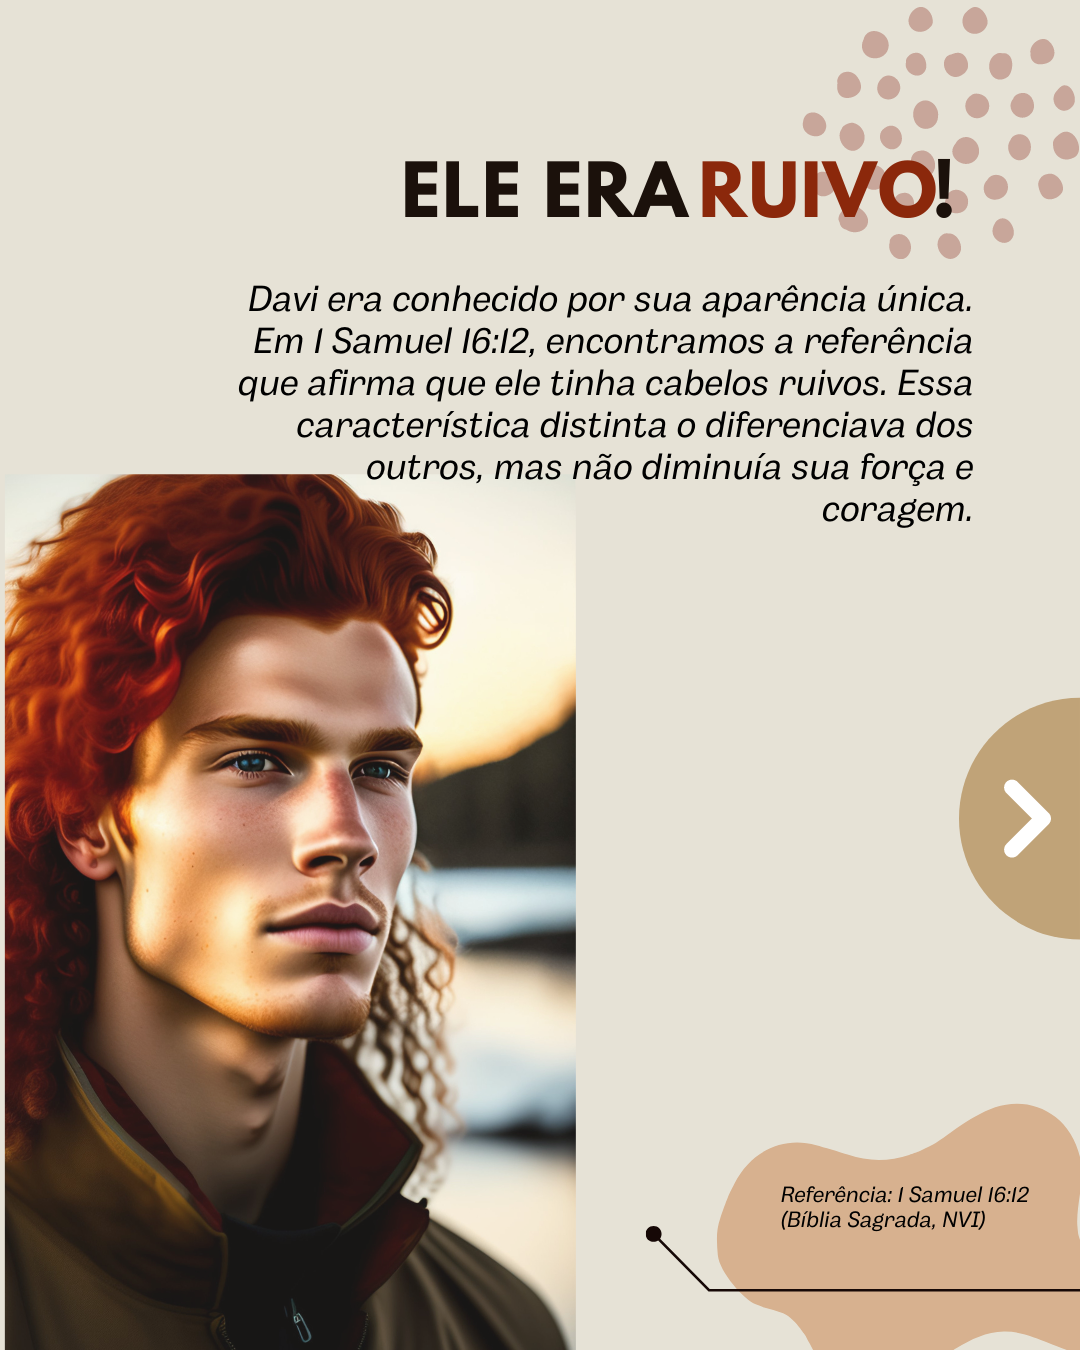 ELE ERA RUIVO!
Davi era conhecido por sua aparência única.
Em 1 Samuel 16:12, encontramos a referência
que afirma que ele tinha cabelos ruivos. Essa
característica distinta o diferenciava dos
outros, mas não diminuía sua força e
coragem.
Referência: 1 Samuel 16:12
(Bíblia Sagrada, NVI)